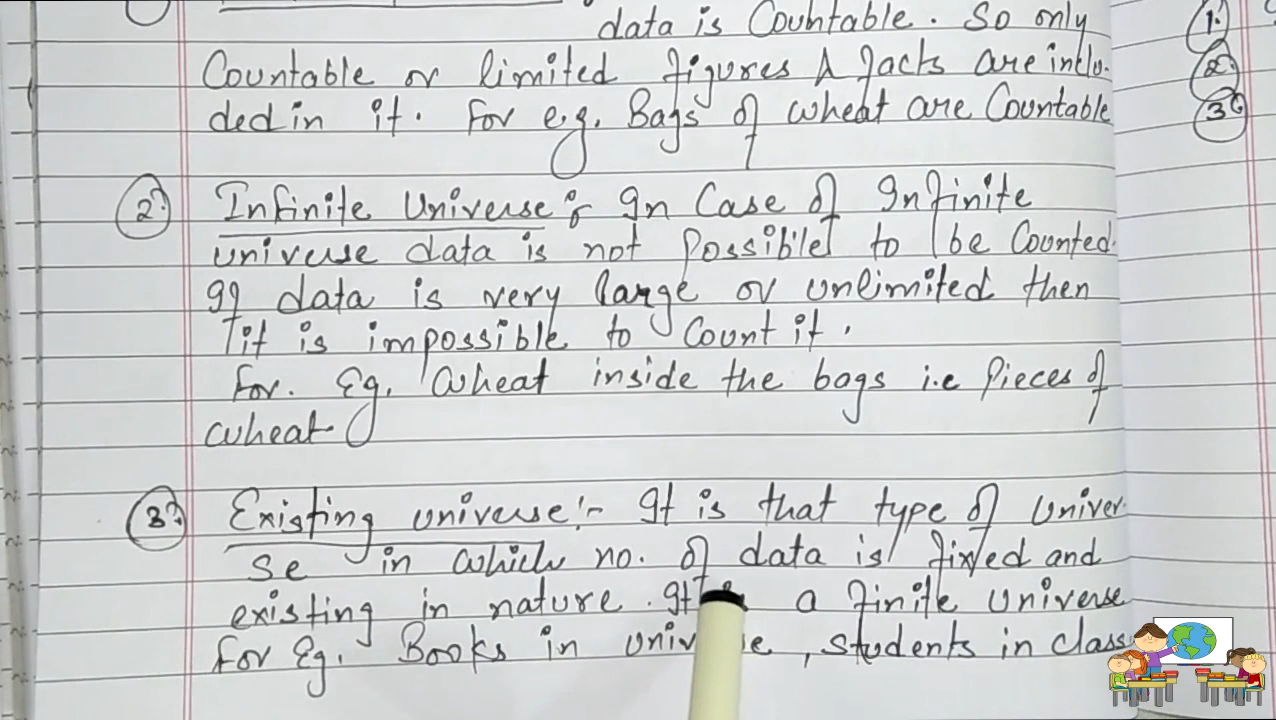 data is Countable. So only
Countable or limited figures & facts are inclu-
ded in it. For e.g. Bags of wheat are Countable
2. Infinite Universe :- In Case of Infinite
universe data is not possible to be Counted.
If data is very large or unlimited then
it is impossible to Count it.
For. Eg. Wheat inside the bags i.e Pieces of
wheat
3. Existing universe :- It is that type of Univer-
se in which no. of data is fixed and
existing in nature. It a finite Universe
For Eg. Books in , students in class
1.
2.
3.